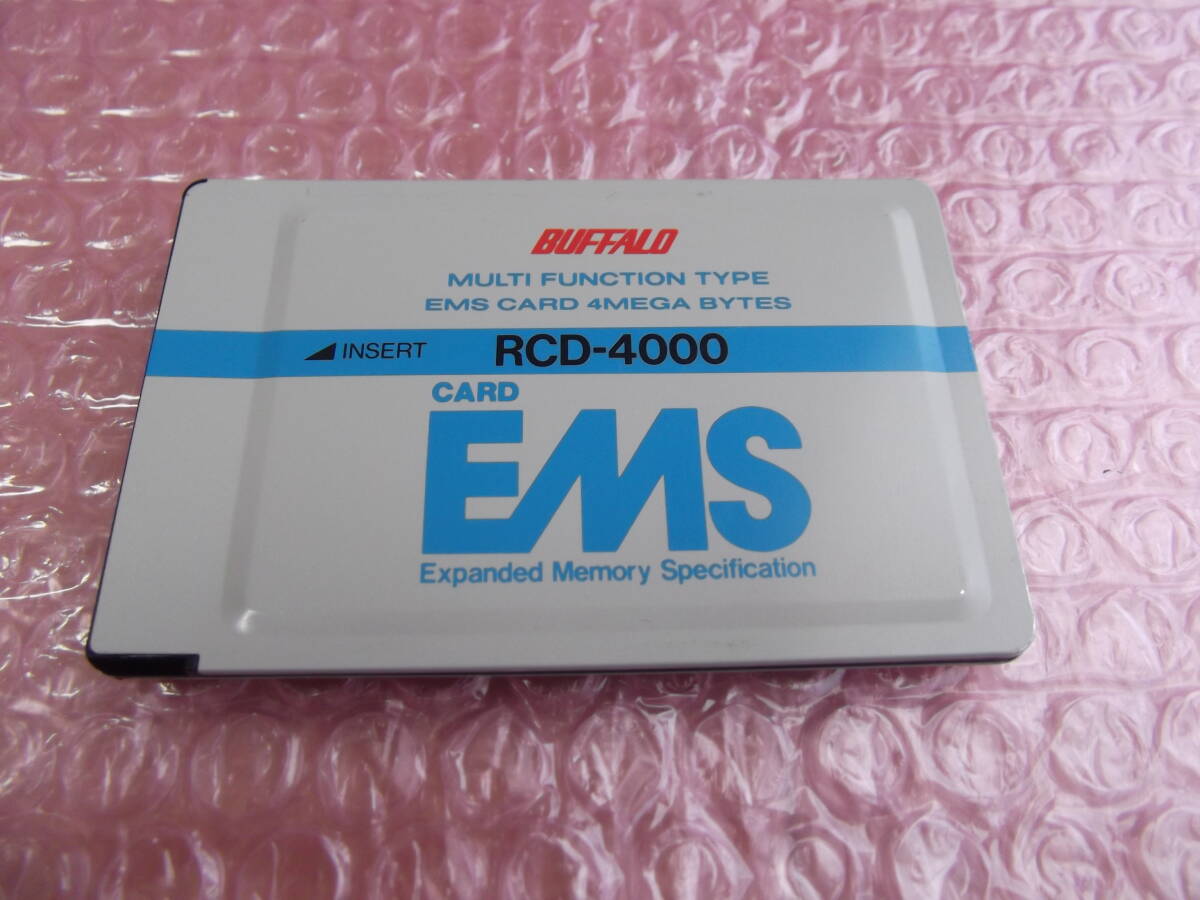 BUFFALO
MULTI FUNCTION TYPE
EMS CARD 4MEGA BYTES
INSERT RCD-4000
CARD
EMS
Expanded Memory Specification